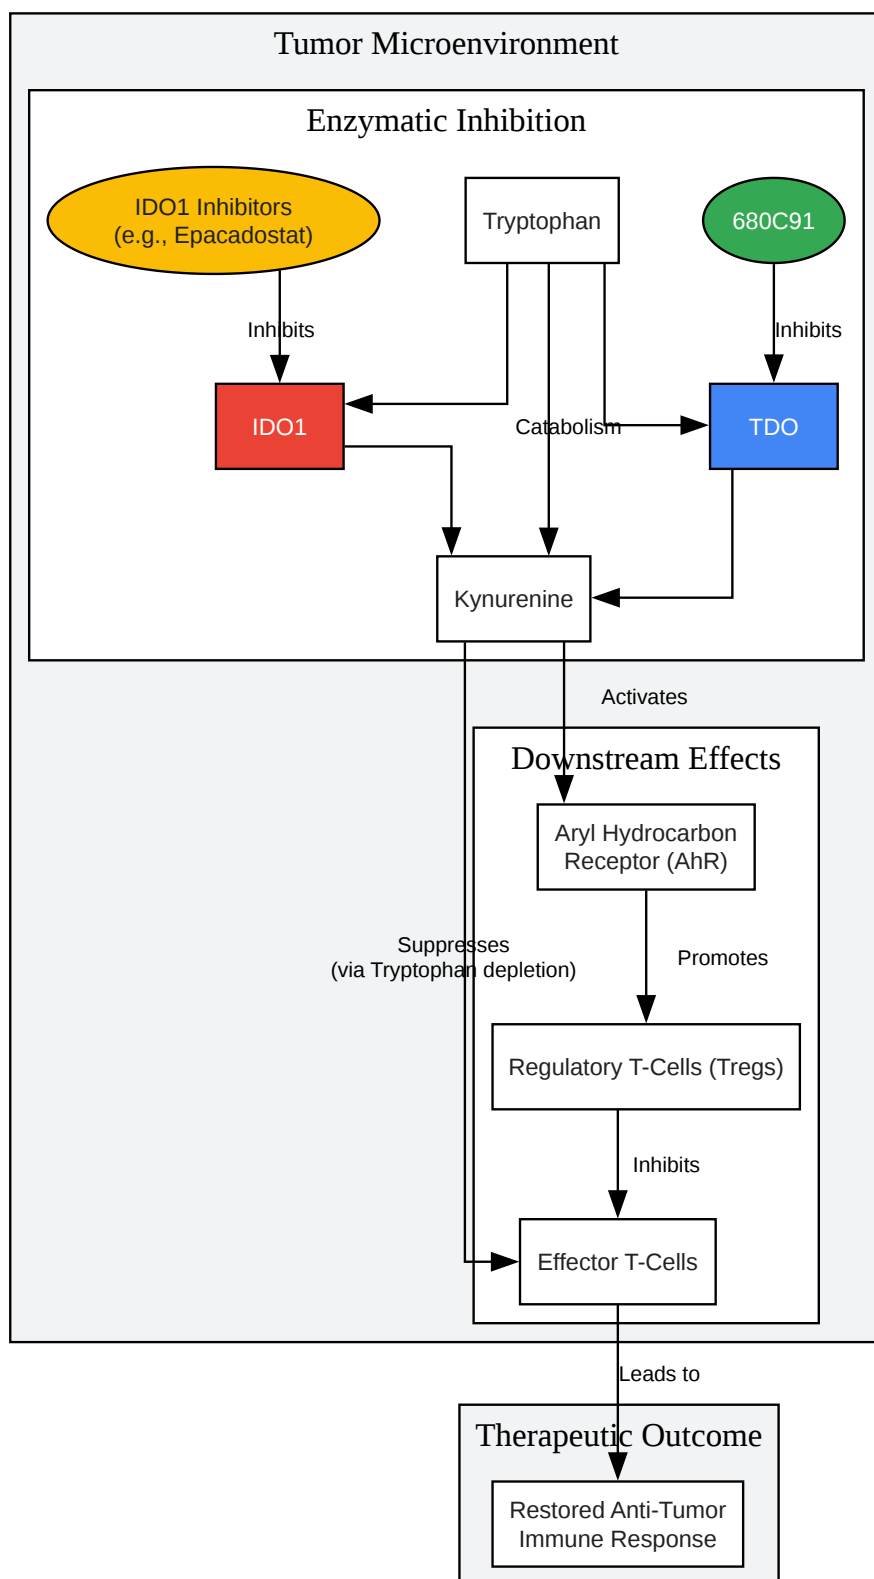 Tumor Microenvironment
Enzymatic Inhibition
IDO1 Inhibitors
(e.g., Epacadostat)
Tryptophan
680C91
Inhibits
Inhibits
IDO1
Catabolism
TDO
Kynurenine
Activates
Downstream Effects
Aryl Hydrocarbon
Receptor (AhR)
Suppresses
(via Tryptophan depletion)
Promotes
Regulatory T-Cells (Tregs)
Inhibits
Effector T-Cells
Leads to
Therapeutic Outcome
Restored Anti-Tumor
Immune Response